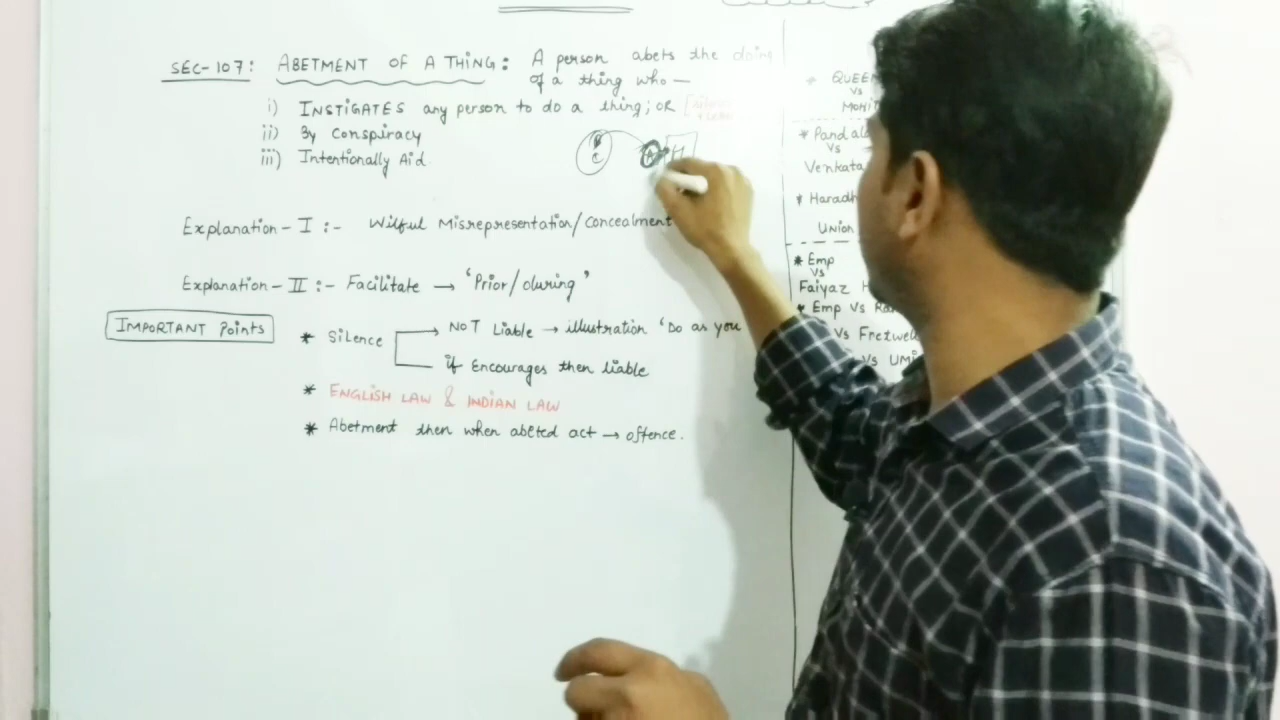 SEC-107: ABETMENT OF A THING: A person abets the doing
of a thing who —
i) INSTIGATES any person to do a thing; OR
ii) By Conspiracy
iii) Intentionally Aid
C A H
Explanation - I :- Wilful Misrepresentation/Concealment
Explanation - II :- Facilitate → 'Prior/during'
IMPORTANT Points
* Silence
NOT Liable → illustration 'Do as you
if Encourages then liable
* ENGLISH LAW & INDIAN LAW
* Abetment then when abeted act → offence.
* QUEEN
Vs
MOHIT
* Pand
Vs
Venkata
* Haradh
Union
* Emp
Vs
Faiyaz H
* Emp Vs
Vs Fretwell
Vs UMI